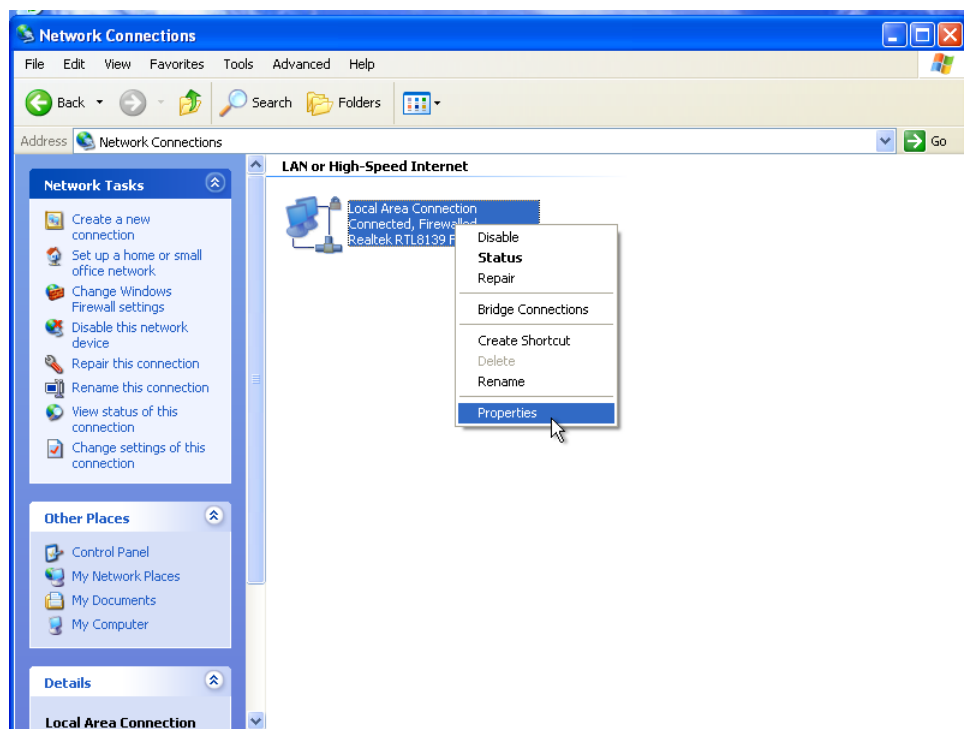 Network Connections
File Edit View Favorites Tools Advanced Help
Back Search Folders
Address Network Connections Go
Network Tasks
Create a new
connection
Set up a home or small
office network
Change Windows
Firewall settings
Disable this network
device
Repair this connection
Rename this connection
View status of this
connection
Change settings of this
connection
Other Places
Control Panel
My Network Places
My Documents
My Computer
Details
Local Area Connection
LAN or High-Speed Internet
Local Area Connection
Connected, Firewalled
Realtek RTL8139 F
Disable
Status
Repair
Bridge Connections
Create Shortcut
Delete
Rename
Properties